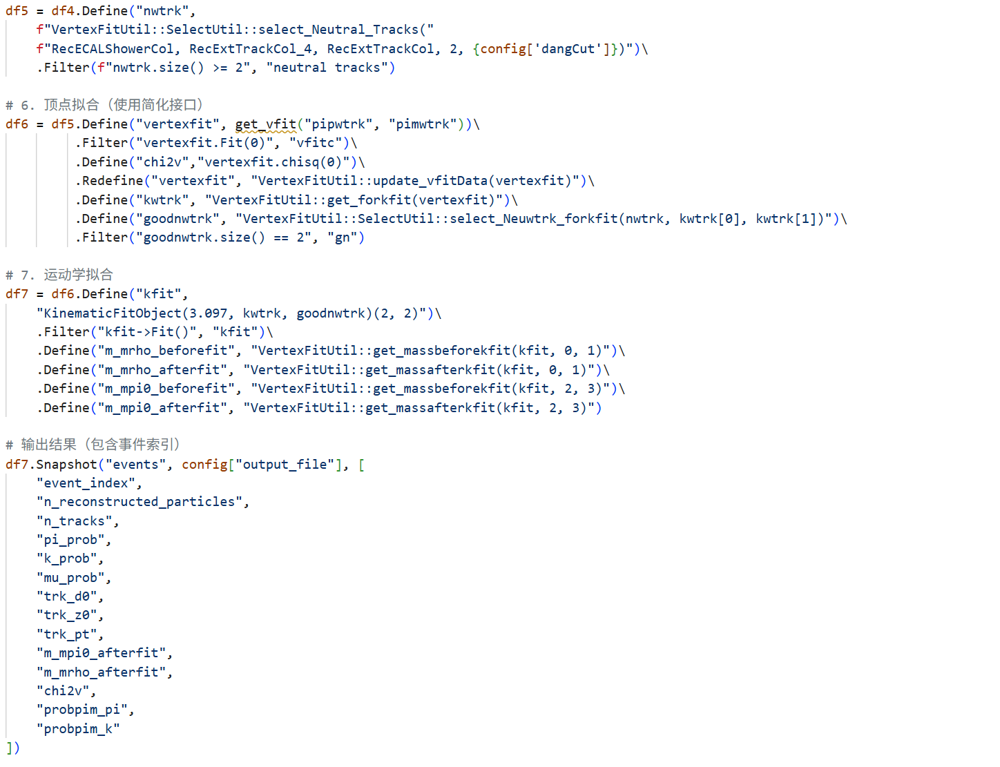 df5 = df4.Define("nwtrk",
    f"VertexFitUtil::SelectUtil::select_Neutral_Tracks("
    f"RecECALShowerCol, RecExtTrackCol_4, RecExtTrackCol, 2, {config['dangCut']})")\
    .Filter(f"nwtrk.size() >= 2", "neutral tracks")
# 6. 顶点拟合（使用简化接口）
df6 = df5.Define("vertexfit", get_vfit("pipwtrk", "pimwtrk"))\
         .Filter("vertexfit.Fit(0)", "vfitc")\
         .Define("chi2v","vertexfit.chisq(0)")\
         .Redefine("vertexfit", "VertexFitUtil::update_vfitData(vertexfit)")\
         .Define("kwtrk", "VertexFitUtil::get_forkfit(vertexfit)")\
         .Define("goodnwtrk", "VertexFitUtil::SelectUtil::select_Neuwtrk_forkfit(nwtrk, kwtrk[0], kwtrk[1])")\
         .Filter("goodnwtrk.size() == 2", "gn")
# 7. 运动学拟合
df7 = df6.Define("kfit",
    "KinematicFitObject(3.097, kwtrk, goodnwtrk)(2, 2)")\
    .Filter("kfit->Fit()", "kfit")\
    .Define("m_mrho_beforefit", "VertexFitUtil::get_massbeforekfit(kfit, 0, 1)")\
    .Define("m_mrho_afterfit", "VertexFitUtil::get_massafterkfit(kfit, 0, 1)")\
    .Define("m_mpi0_beforefit", "VertexFitUtil::get_massbeforekfit(kfit, 2, 3)")\
    .Define("m_mpi0_afterfit", "VertexFitUtil::get_massafterkfit(kfit, 2, 3)")
# 输出结果（包含事件索引）
df7.Snapshot("events", config["output_file"], [
    "event_index",
    "n_reconstructed_particles",
    "n_tracks",
    "pi_prob",
    "k_prob",
    "mu_prob",
    "trk_d0",
    "trk_z0",
    "trk_pt",
    "m_mpi0_afterfit",
    "m_mrho_afterfit",
    "chi2v",
    "probpim_pi",
    "probpim_k"
])